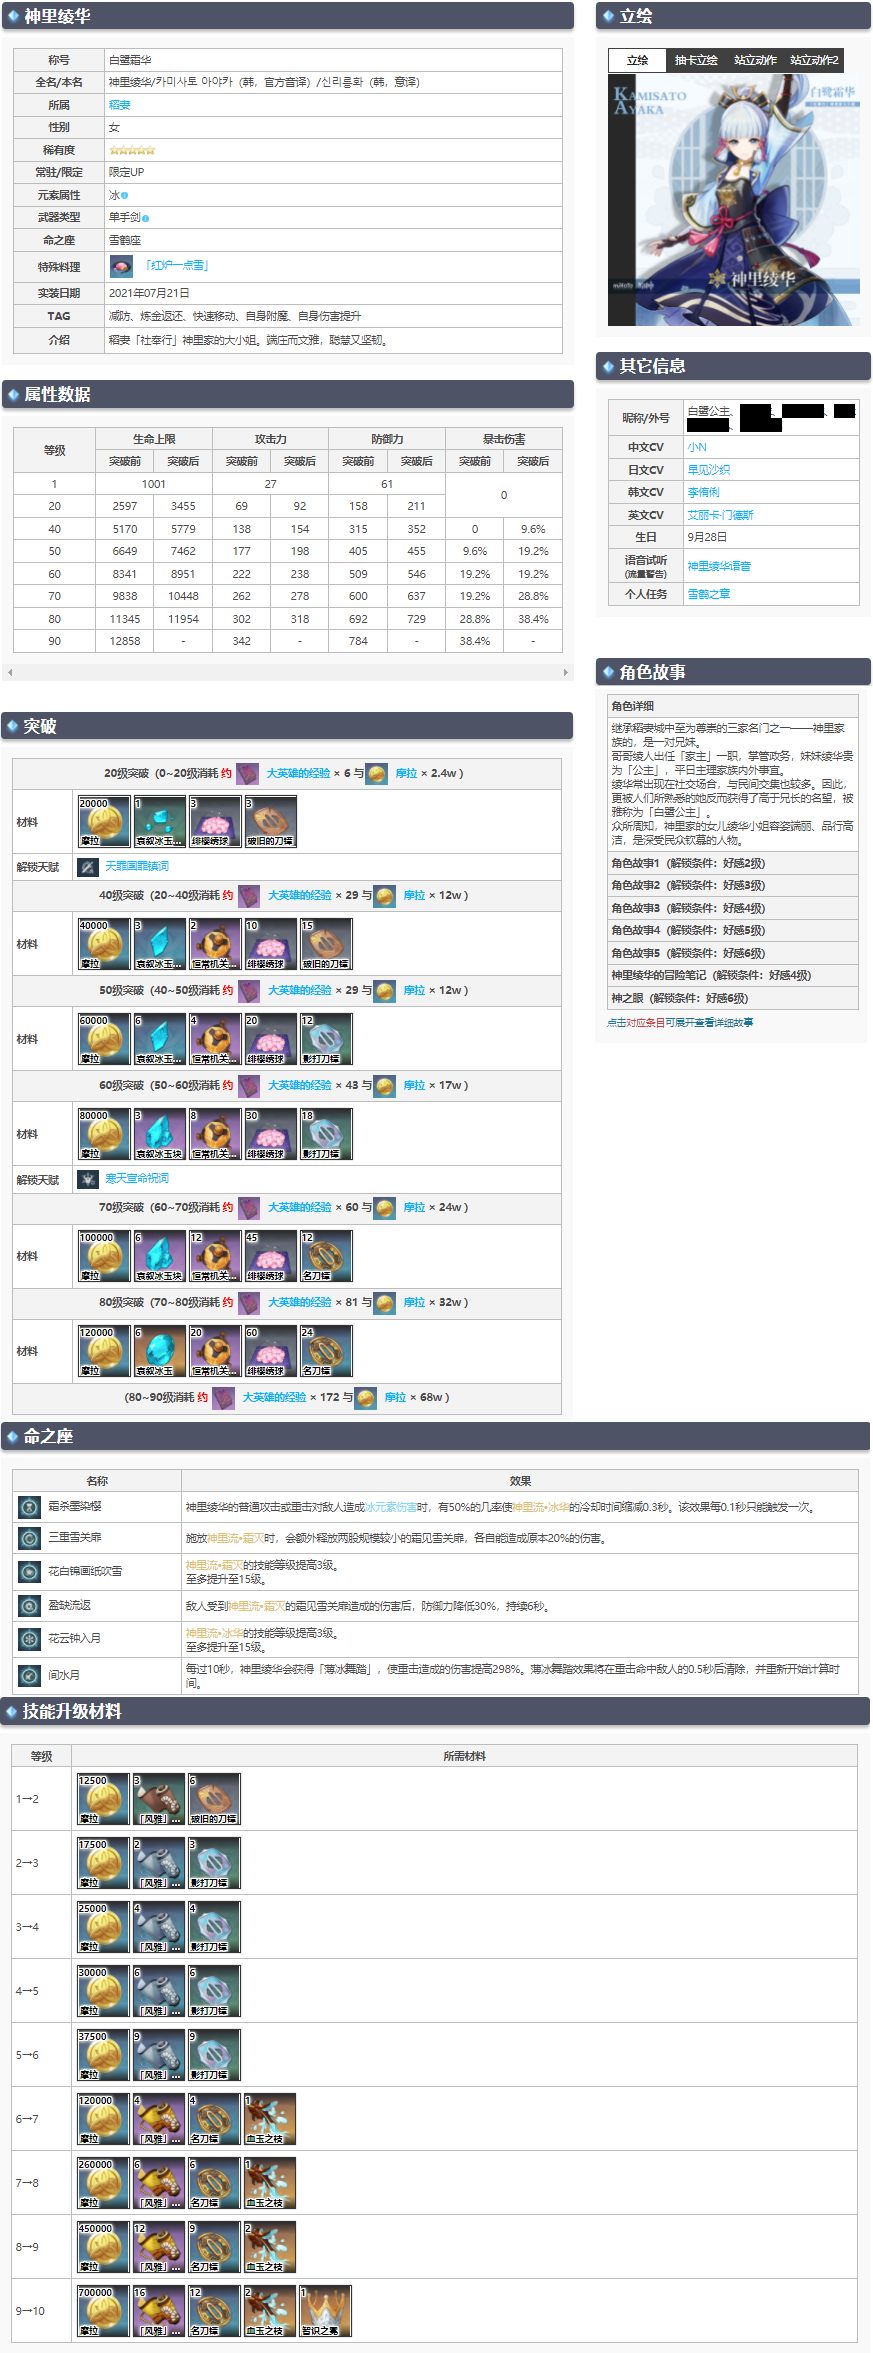 神里绫华
称号 白鹭霜华
全名/本名 神里绫华/카미사토 아야카（韩，官方音译）/신리릉화（韩，意译）
所属 稻妻
性别 女
稀有度
常驻/限定 限定UP
元素属性 冰
武器类型 单手剑
命之座 雪鹤座
特殊料理 「红炉一点雪」
实装日期 2021年07月21日
TAG 减防、炼金返还、快速移动、自身附魔、自身伤害提升
介绍 稻妻「社奉行」神里家的大小姐。端庄而文雅，聪慧又坚韧。
立绘
立绘 抽卡立绘 站立动作 站立动作2
KAMISATO
AYAKA
白鹭霜华
神里绫华
属性数据
等级 生命上限 攻击力 防御力 暴击伤害
突破前 突破后 突破前 突破后 突破前 突破后 突破前 突破后
1 1001 27 61 0
20 2597 3455 69 92 158 211
40 5170 5779 138 154 315 352 0 9.6%
50 6649 7462 177 198 405 455 9.6% 19.2%
60 8341 8951 222 238 509 546 19.2% 19.2%
70 9838 10448 262 278 600 637 19.2% 28.8%
80 11345 11954 302 318 692 729 28.8% 38.4%
90 12858 - 342 - 784 - 38.4% -
其它信息
昵称/外号 白鹭公主、
中文CV 小N
日文CV 早见沙织
韩文CV 李侑俐
英文CV 艾丽卡·门德斯
生日 9月28日
语音试听
(流量警告)
神里绫华语音
个人任务 雪鹤之章
角色故事
角色详细
继承稻妻城中至为尊崇的三家名门之一——神里家
族的，是一对兄妹。
哥哥绫人出任「家主」一职，掌管政务，妹妹绫华贵
为「公主」，平日主理家族内外事宜。
绫华常出现在社交场合，与民间交集也较多。因此，
更被人们所熟悉的她反而获得了高于兄长的名望，被
雅称为「白鹭公主」。
众所周知，神里家的女儿绫华小姐容姿端丽、品行高
洁，是深受民众钦慕的人物。
角色故事1（解锁条件：好感2级）
角色故事2（解锁条件：好感3级）
角色故事3（解锁条件：好感4级）
角色故事4（解锁条件：好感5级）
角色故事5（解锁条件：好感6级）
神里绫华的冒险笔记（解锁条件：好感4级）
神之眼（解锁条件：好感6级）
点击对应条目可展开查看详细故事
突破
20级突破（0~20级消耗 约 大英雄的经验 × 6 与 摩拉 × 2.4w ）
材料 20000 摩拉 1 哀叙冰玉... 3 绯樱绣球 3 破旧的刀镡
解锁天赋 天罪国罪镇词
40级突破（20~40级消耗 约 大英雄的经验 × 29 与 摩拉 × 12w ）
材料 40000 摩拉 3 哀叙冰玉... 2 恒常机关... 10 绯樱绣球 15 破旧的刀镡
50级突破（40~50级消耗 约 大英雄的经验 × 29 与 摩拉 × 12w ）
材料 60000 摩拉 6 哀叙冰玉... 4 恒常机关... 20 绯樱绣球 12 影打刀镡
60级突破（50~60级消耗 约 大英雄的经验 × 43 与 摩拉 × 17w ）
材料 80000 摩拉 3 哀叙冰玉块 8 恒常机关... 30 绯樱绣球 18 影打刀镡
解锁天赋 寒天宣命祝词
70级突破（60~70级消耗 约 大英雄的经验 × 60 与 摩拉 × 24w ）
材料 100000 摩拉 6 哀叙冰玉块 12 恒常机关... 45 绯樱绣球 12 名刀镡
80级突破（70~80级消耗 约 大英雄的经验 × 81 与 摩拉 × 32w ）
材料 120000 摩拉 6 哀叙冰玉 20 恒常机关... 60 绯樱绣球 24 名刀镡
（80~90级消耗 约 大英雄的经验 × 172 与 摩拉 × 68w ）
命之座
名称 效果
霜杀墨染樱 神里绫华的普通攻击或重击对敌人造成冰元素伤害时，有50%的几率使神里流•冰华的冷却时间缩减0.3秒。该效果每0.1秒只能触发一次。
三重雪关扉 施放神里流•霜灭时，会额外释放两股规模较小的霜见雪关扉，各自能造成原本20%的伤害。
花白锦画纸吹雪 神里流•霜灭的技能等级提高3级。
至多提升至15级。
盈缺流返 敌人受到神里流•霜灭的霜见雪关扉造成的伤害后，防御力降低30%，持续6秒。
花云钟入月 神里流•冰华的技能等级提高3级。
至多提升至15级。
间水月 每过10秒，神里绫华会获得「薄冰舞踏」，使重击造成的伤害提高298%。薄冰舞踏效果将在重击命中敌人的0.5秒后清除，并重新开始计算时
间。
技能升级材料
等级 所需材料
1→2 12500 摩拉 3 「风雅」... 6 破旧的刀镡
2→3 17500 摩拉 2 「风雅」... 3 影打刀镡
3→4 25000 摩拉 4 「风雅」... 4 影打刀镡
4→5 30000 摩拉 6 「风雅」... 6 影打刀镡
5→6 37500 摩拉 9 「风雅」... 9 影打刀镡
6→7 120000 摩拉 4 「风雅」... 4 名刀镡 1 血玉之枝
7→8 260000 摩拉 6 「风雅」... 6 名刀镡 1 血玉之枝
8→9 450000 摩拉 12 「风雅」... 9 名刀镡 2 血玉之枝
9→10 700000 摩拉 16 「风雅」... 12 名刀镡 2 血玉之枝 1 智识之冕